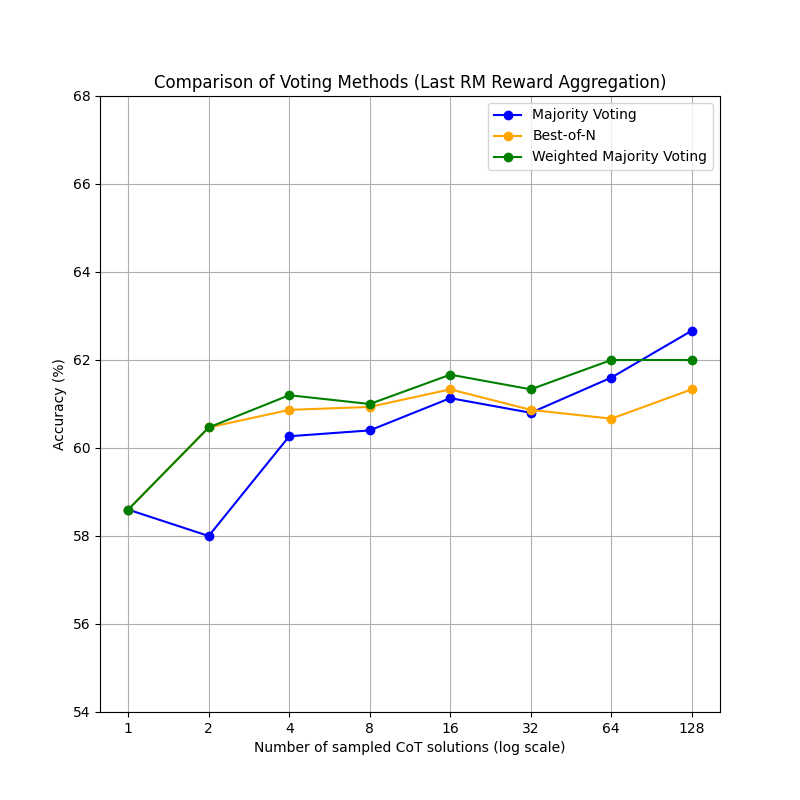 Comparison of Voting Methods (Last RM Reward Aggregation)
Majority Voting
Best-of-N
Weighted Majority Voting
Accuracy (%)
68
66
64
62
60
58
56
54
1 2 4 8 16 32 64 128
Number of sampled CoT solutions (log scale)